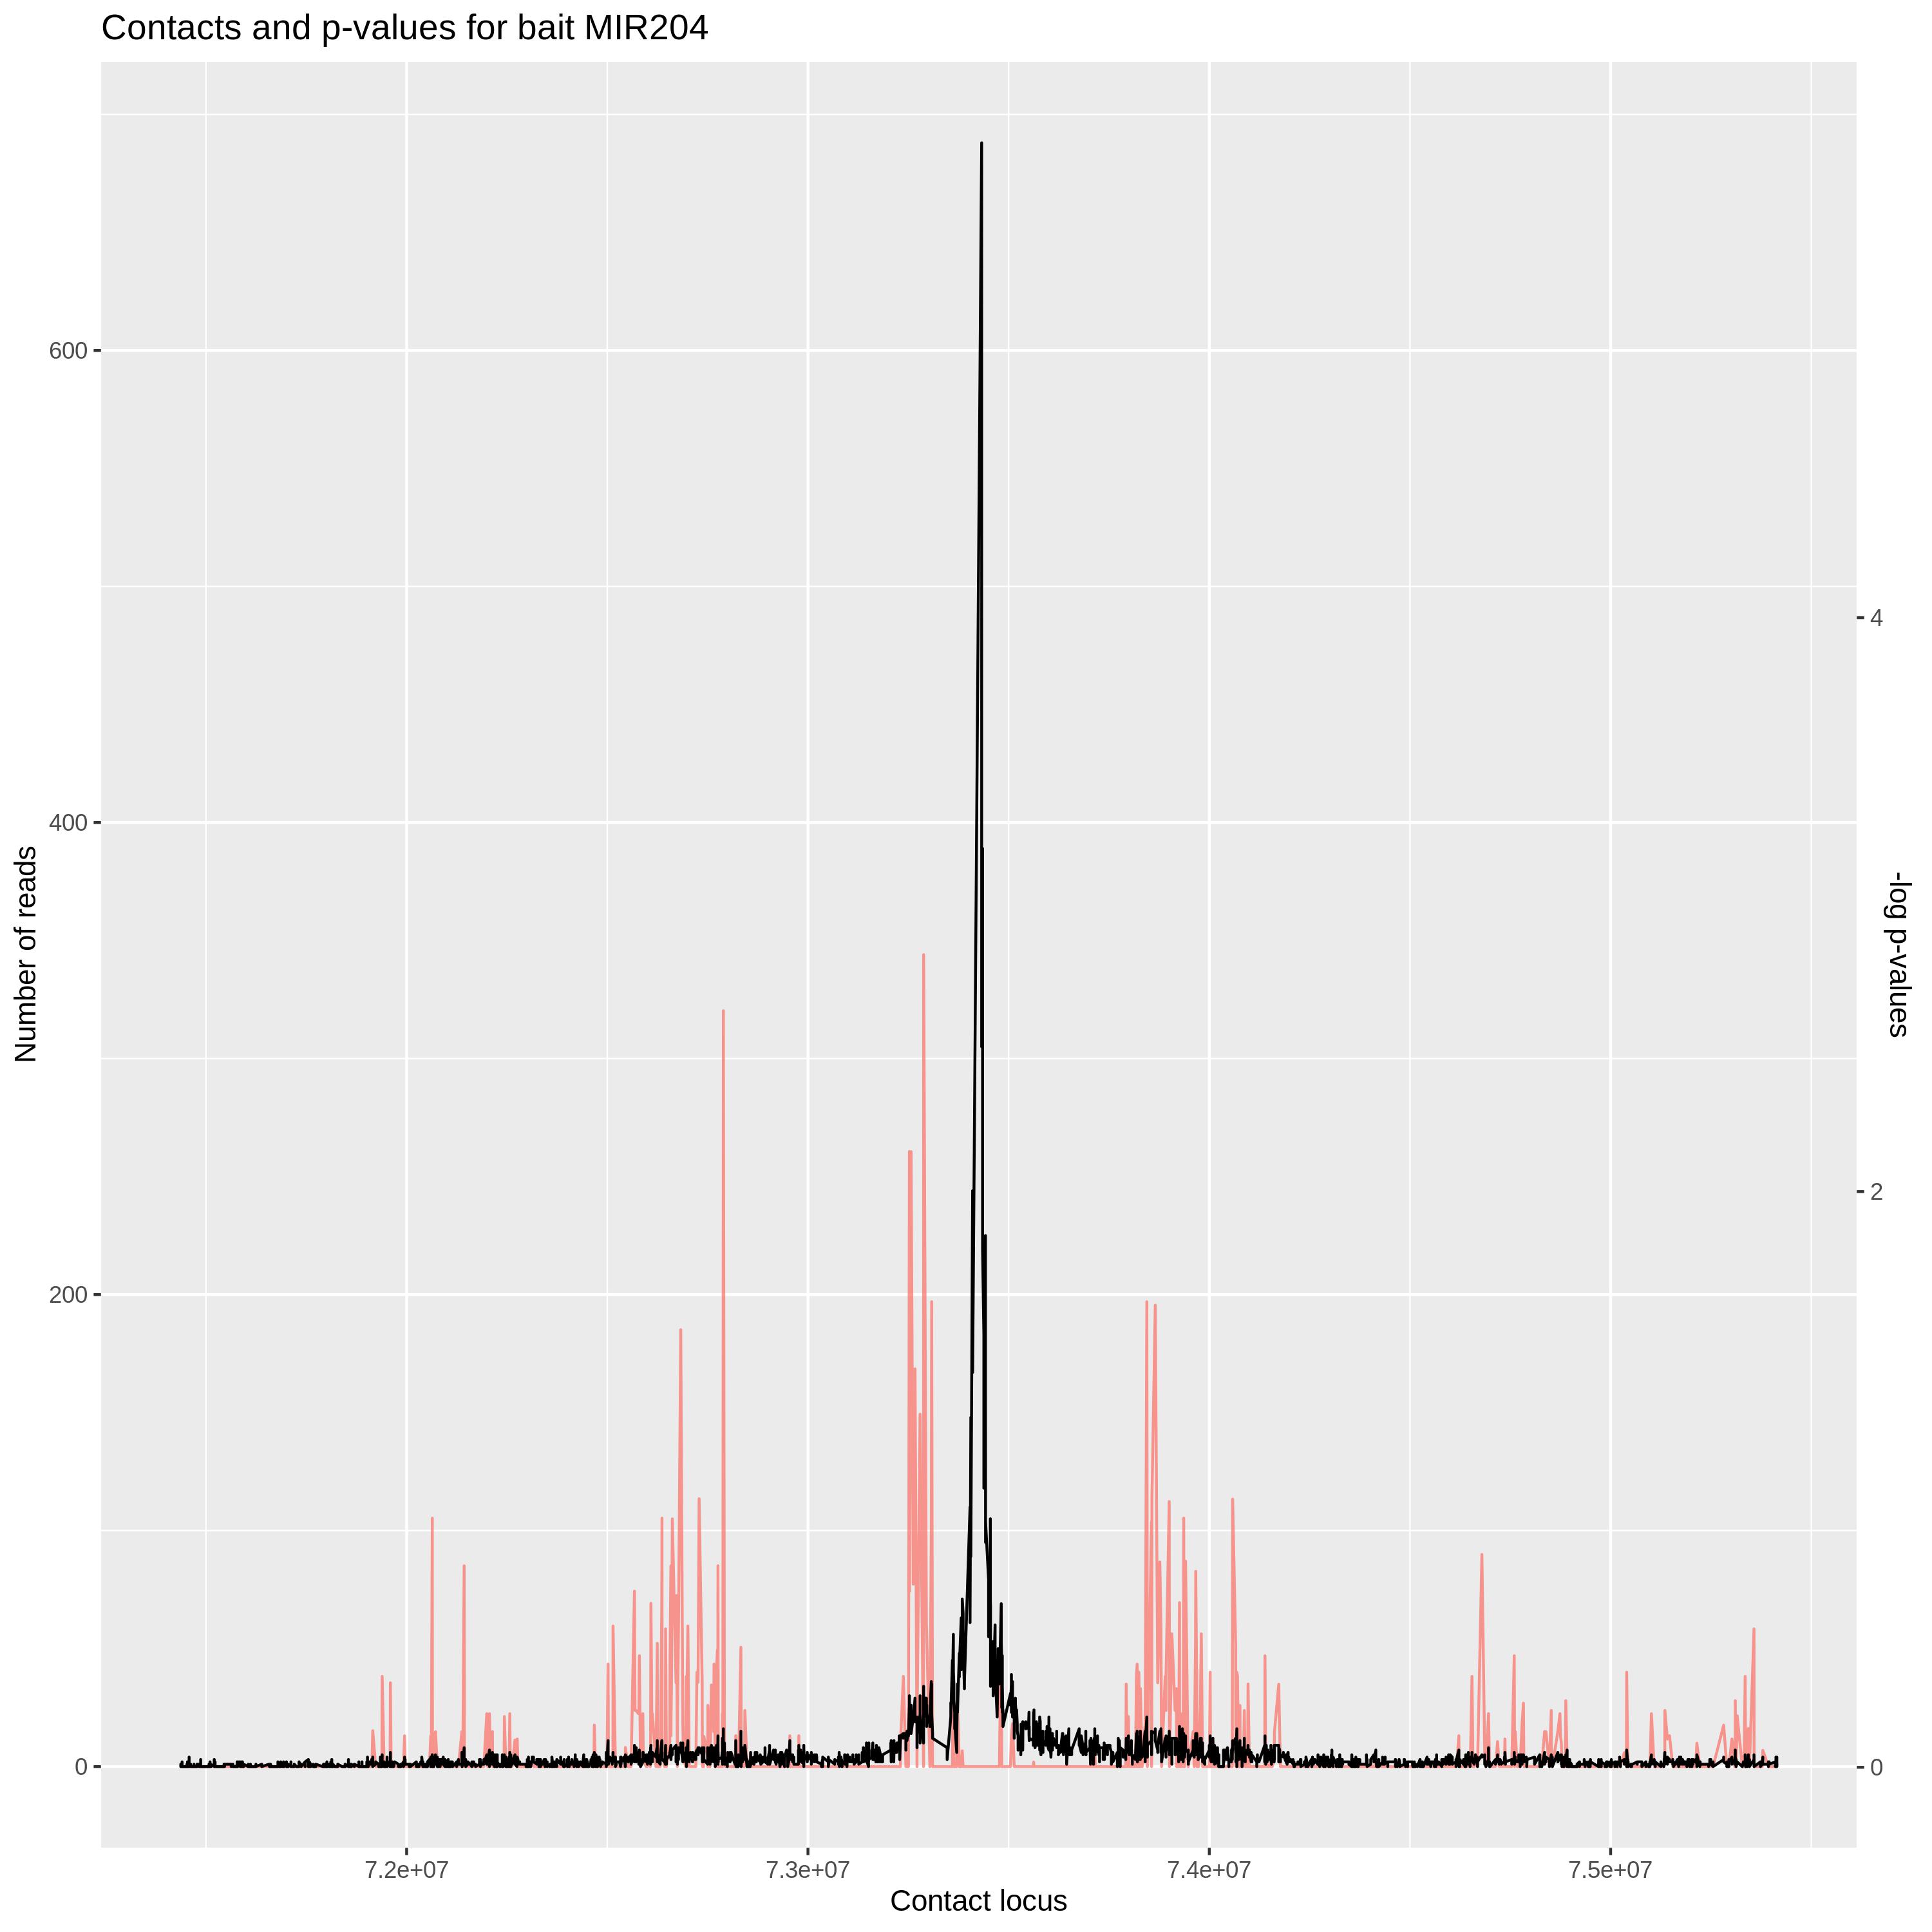 Contacts and p-values for bait MIR204
600
400
200
0
Number of reads
4
2
0
-log p-values
7.2e+07
7.3e+07
7.4e+07
7.5e+07
Contact locus